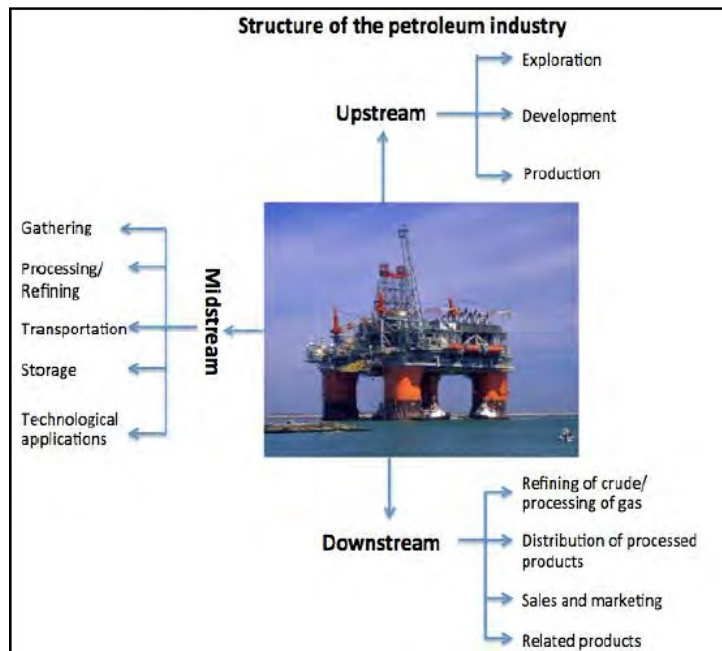 Structure of the petroleum industry
Exploration
Upstream
Development
Production
Gathering
Processing/
Refining
Midstream
Transportation
Storage
Technological
applications
Refining of crude/
processing of gas
Downstream
Distribution of processed
products
Sales and marketing
Related products